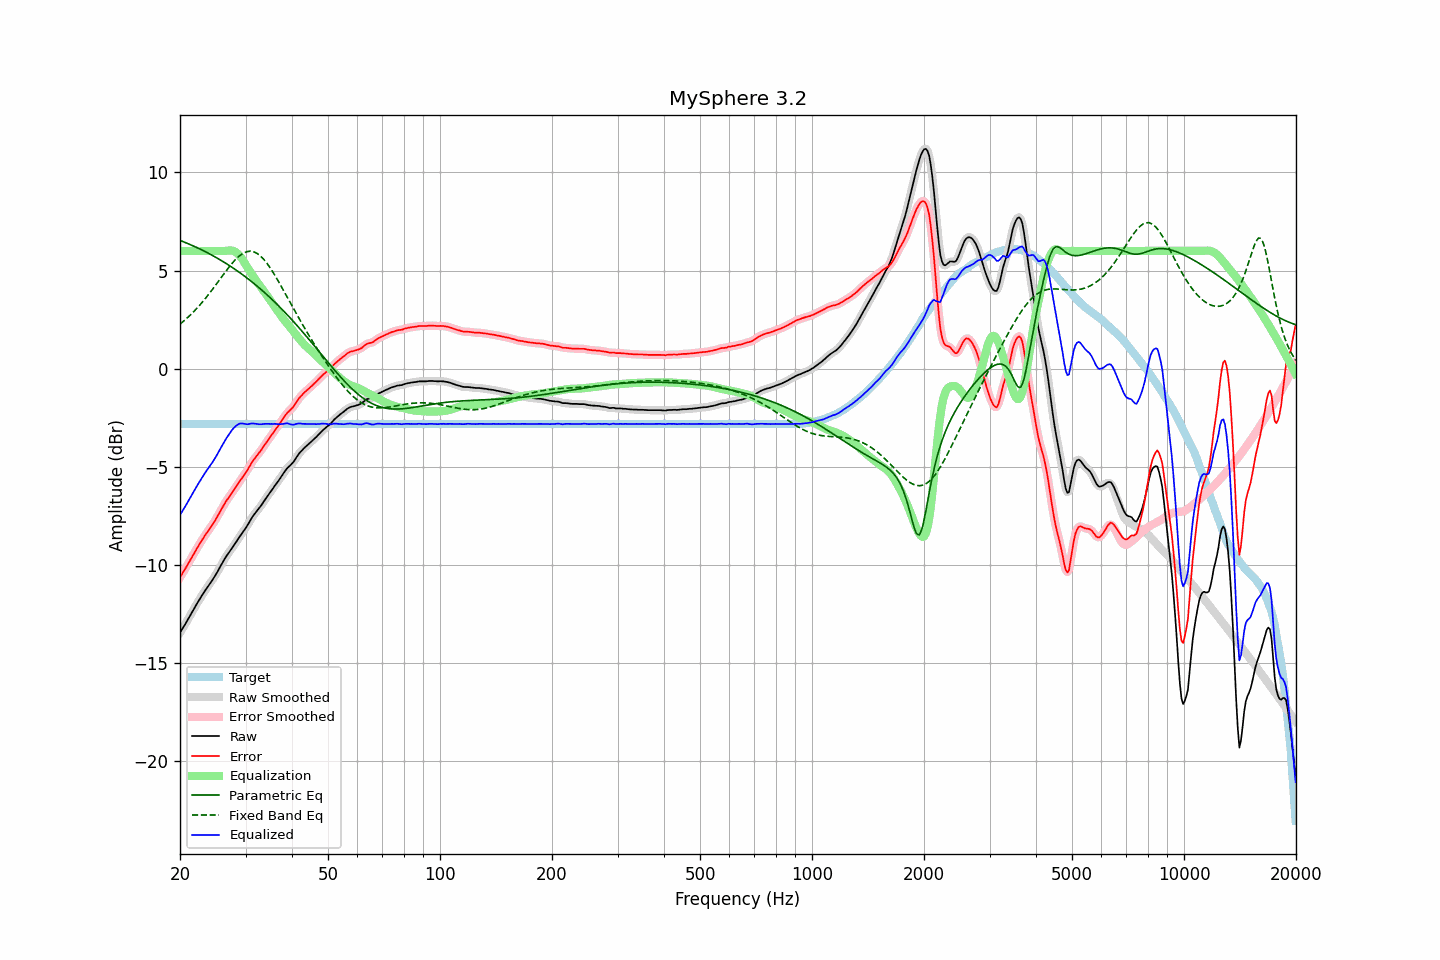 MySphere 3.2
Amplitude (dBr)
10
5
0
−5
−10
−15
−20
Target
Raw Smoothed
Error Smoothed
Raw
Error
Equalization
Parametric Eq
Fixed Band Eq
Equalized
20
50
100
200
500
1000
2000
5000
10000
20000
Frequency (Hz)